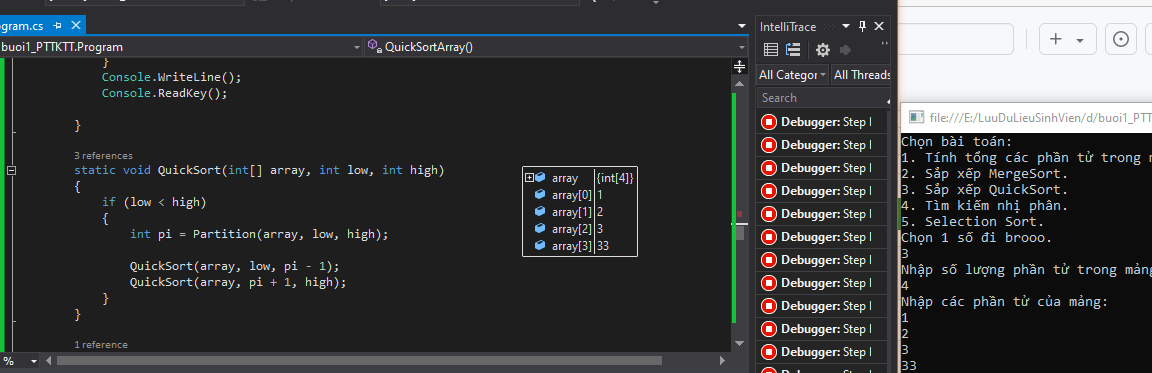 ogram.cs
buoi1_PTTKTT.Program
QuickSortArray()
}
Console.WriteLine();
Console.ReadKey();
}
3 references
static void QuickSort(int[] array, int low, int high)
{
if (low < high)
{
int pi = Partition(array, low, high);
QuickSort(array, low, pi - 1);
QuickSort(array, pi + 1, high);
}
}
1 reference
%
array {int[4]}
array[0] 1
array[1] 2
array[2] 3
array[3] 33
IntelliTrace
All Categor
All Threads
Search
Debugger: Step I
Debugger: Step I
Debugger: Step I
Debugger: Step I
Debugger: Step I
Debugger: Step I
Debugger: Step I
Debugger: Step I
Debugger: Step I
Debugger: Step I
Debugger: Step I
Debugger: Step I
file:///E:/LuuDuLieuSinhVien/d/buoi1_PT
Chọn bài toán:
1. Tính tổng các phần tử trong m
2. Sắp xếp MergeSort.
3. Sắp xếp QuickSort.
4. Tìm kiếm nhị phân.
5. Selection Sort.
Chọn 1 số đi brooo.
3
Nhập số lượng phần tử trong mảng
4
Nhập các phần tử của mảng:
1
2
3
33